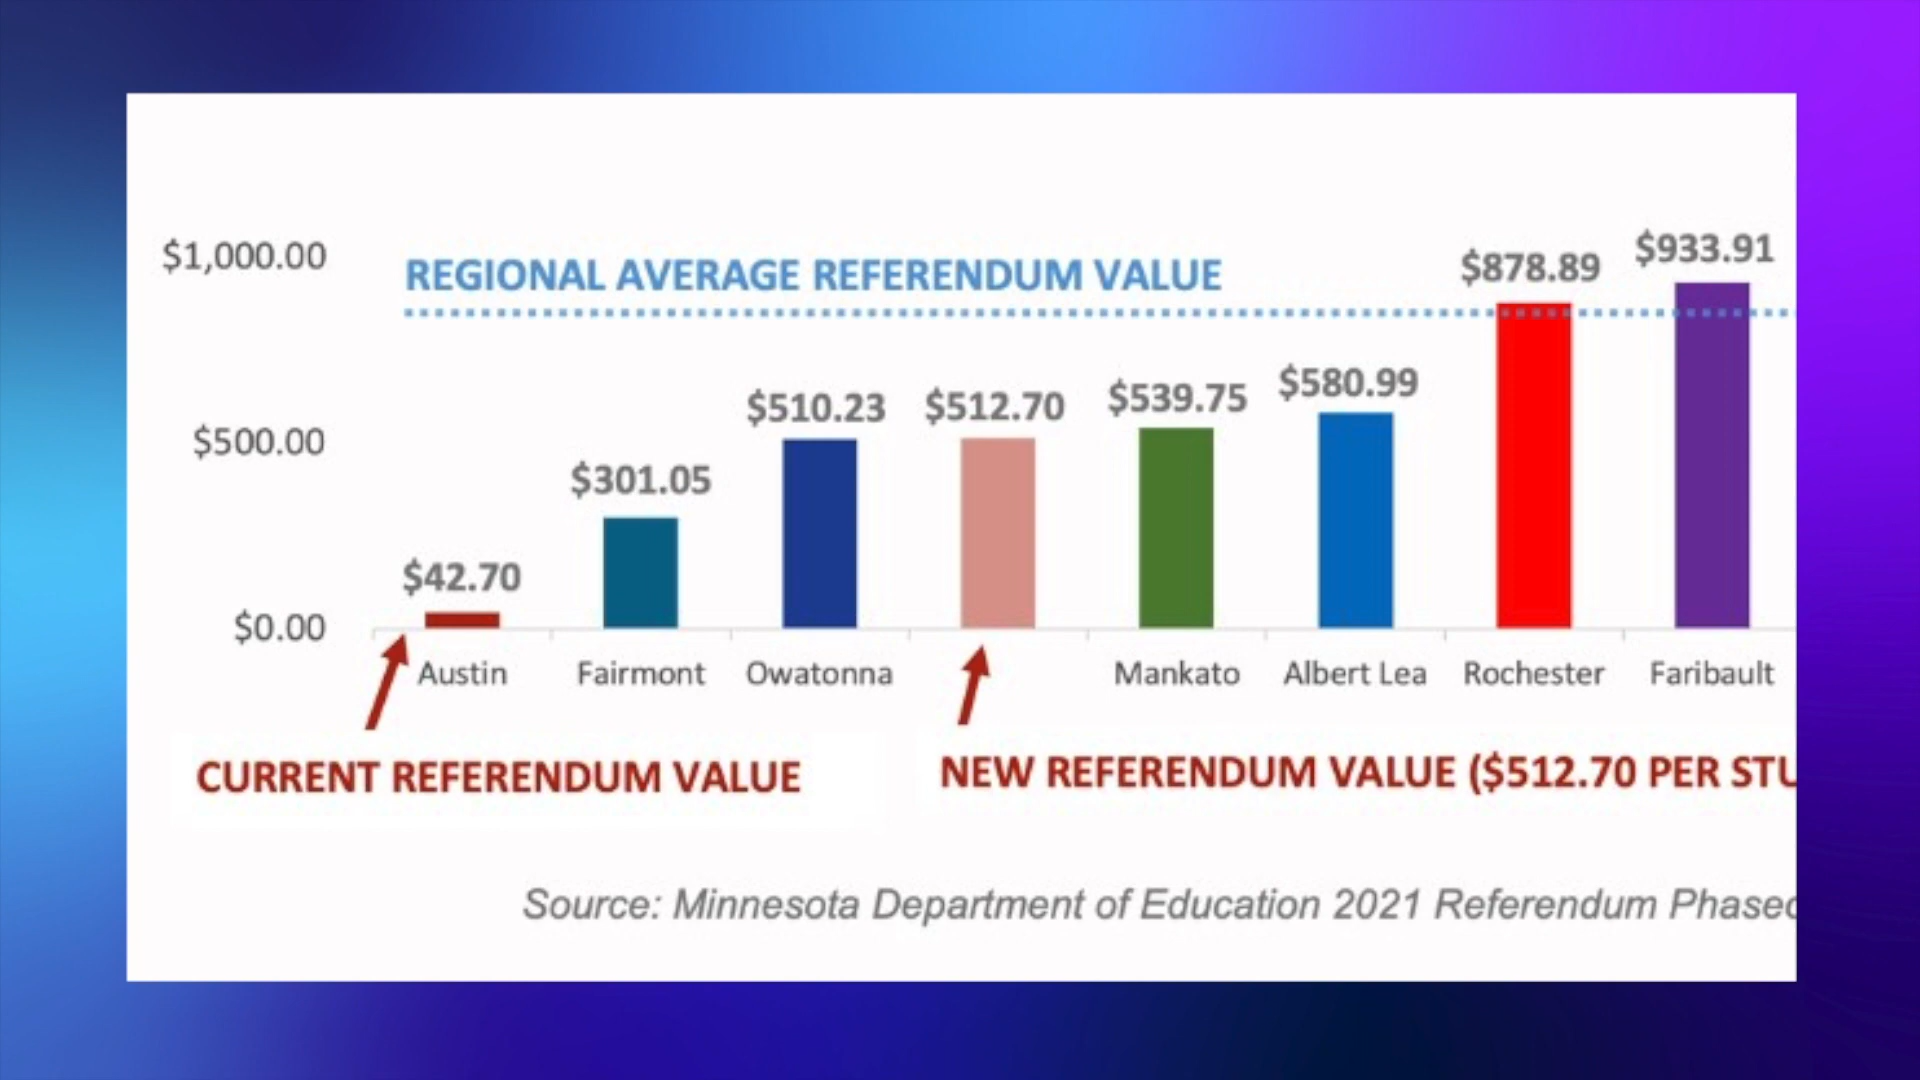 $1,000.00
REGIONAL AVERAGE REFERENDUM VALUE
$878.89
$933.91
$500.00
$510.23
$512.70
$539.75
$580.99
$301.05
$42.70
$0.00
Austin
Fairmont
Owatonna
Mankato
Albert Lea
Rochester
Faribault
CURRENT REFERENDUM VALUE
NEW REFERENDUM VALUE ($512.70 PER STU
Source: Minnesota Department of Education 2021 Referendum Phased